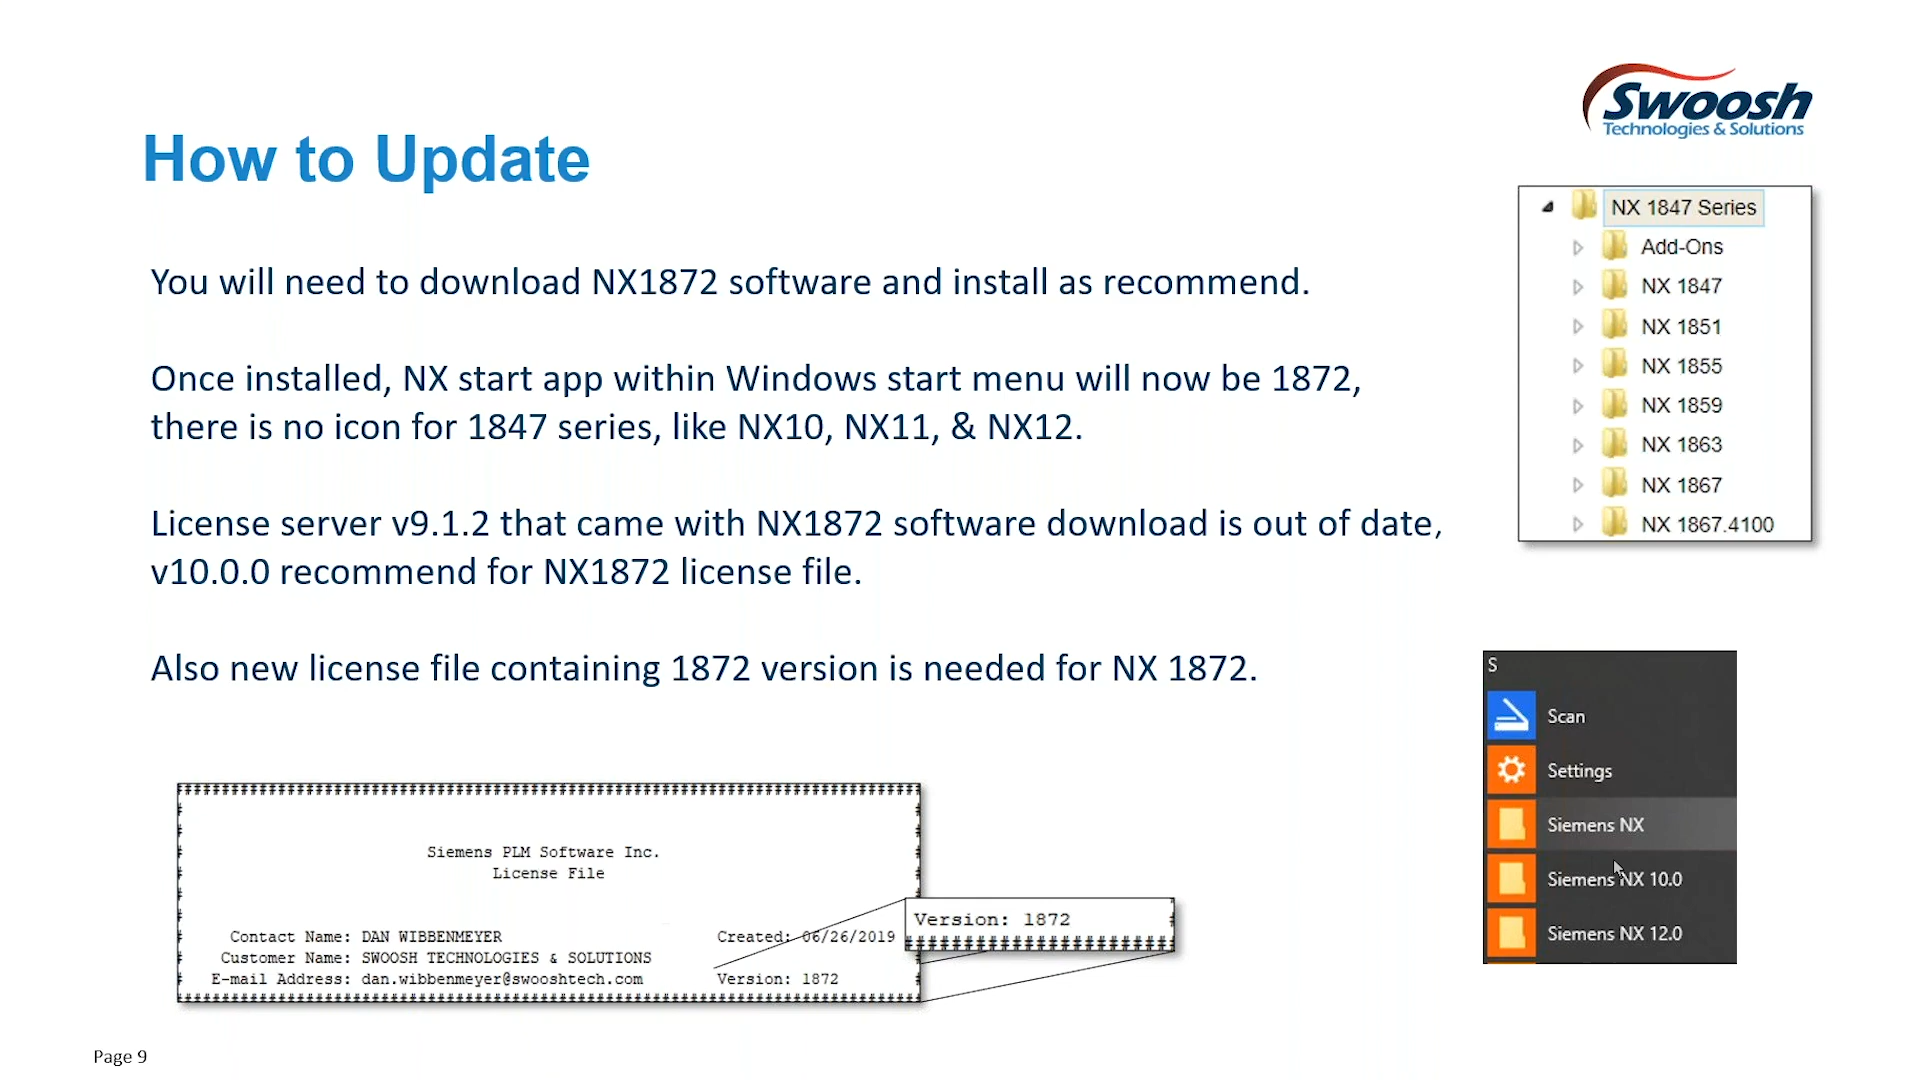 Swoosh
Technologies & Solutions
How to Update
You will need to download NX1872 software and install as recommend.
Once installed, NX start app within Windows start menu will now be 1872,
there is no icon for 1847 series, like NX10, NX11, & NX12.
License server v9.1.2 that came with NX1872 software download is out of date,
v10.0.0 recommend for NX1872 license file.
Also new license file containing 1872 version is needed for NX 1872.
NX 1847 Series
Add-Ons
NX 1847
NX 1851
NX 1855
NX 1859
NX 1863
NX 1867
NX 1867.4100
S
Scan
Settings
Siemens NX
Siemens NX 10.0
Siemens NX 12.0
Siemens PLM Software Inc.
License File
Contact Name: DAN WIBBENMEYER Created: 06/26/2019
Customer Name: SWOOSH TECHNOLOGIES & SOLUTIONS
E-mail Address: dan.wibbenmeyer@swooshtech.com Version: 1872
Version: 1872
Page 9